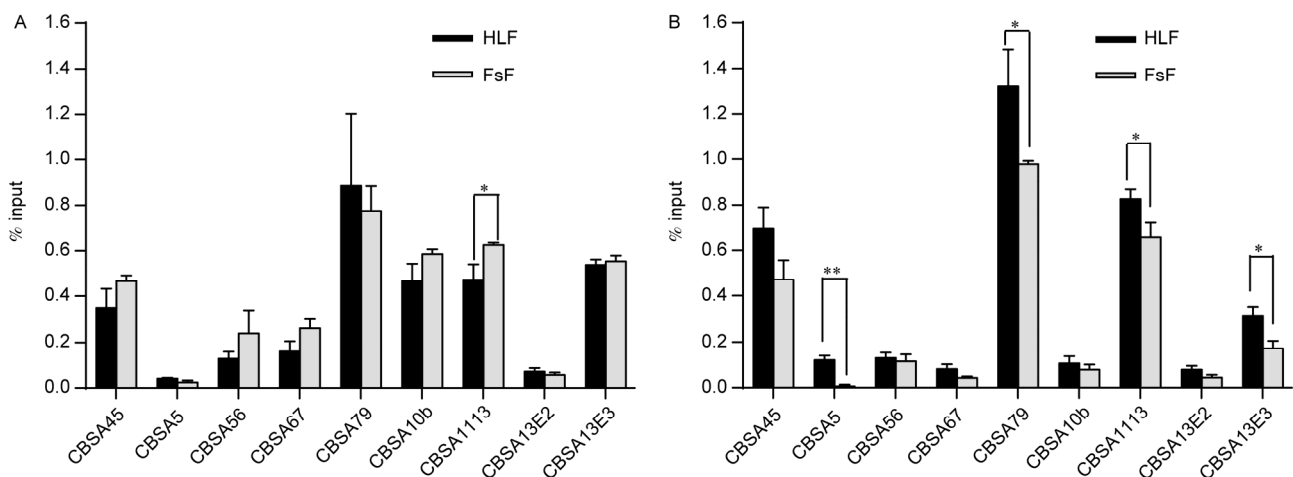 A
1.6
1.4
1.2
1.0
0.8
0.6
0.4
0.2
0.0
% input
HLF
FsF
*
CBSA45
CBSA5
CBSA56
CBSA67
CBSA79
CBSA10b
CBSA1113
CBSA13E2
CBSA13E3
B
1.6
1.4
1.2
1.0
0.8
0.6
0.4
0.2
0.0
% input
HLF
FsF
**
*
*
*
CBSA45
CBSA5
CBSA56
CBSA67
CBSA79
CBSA10b
CBSA1113
CBSA13E2
CBSA13E3